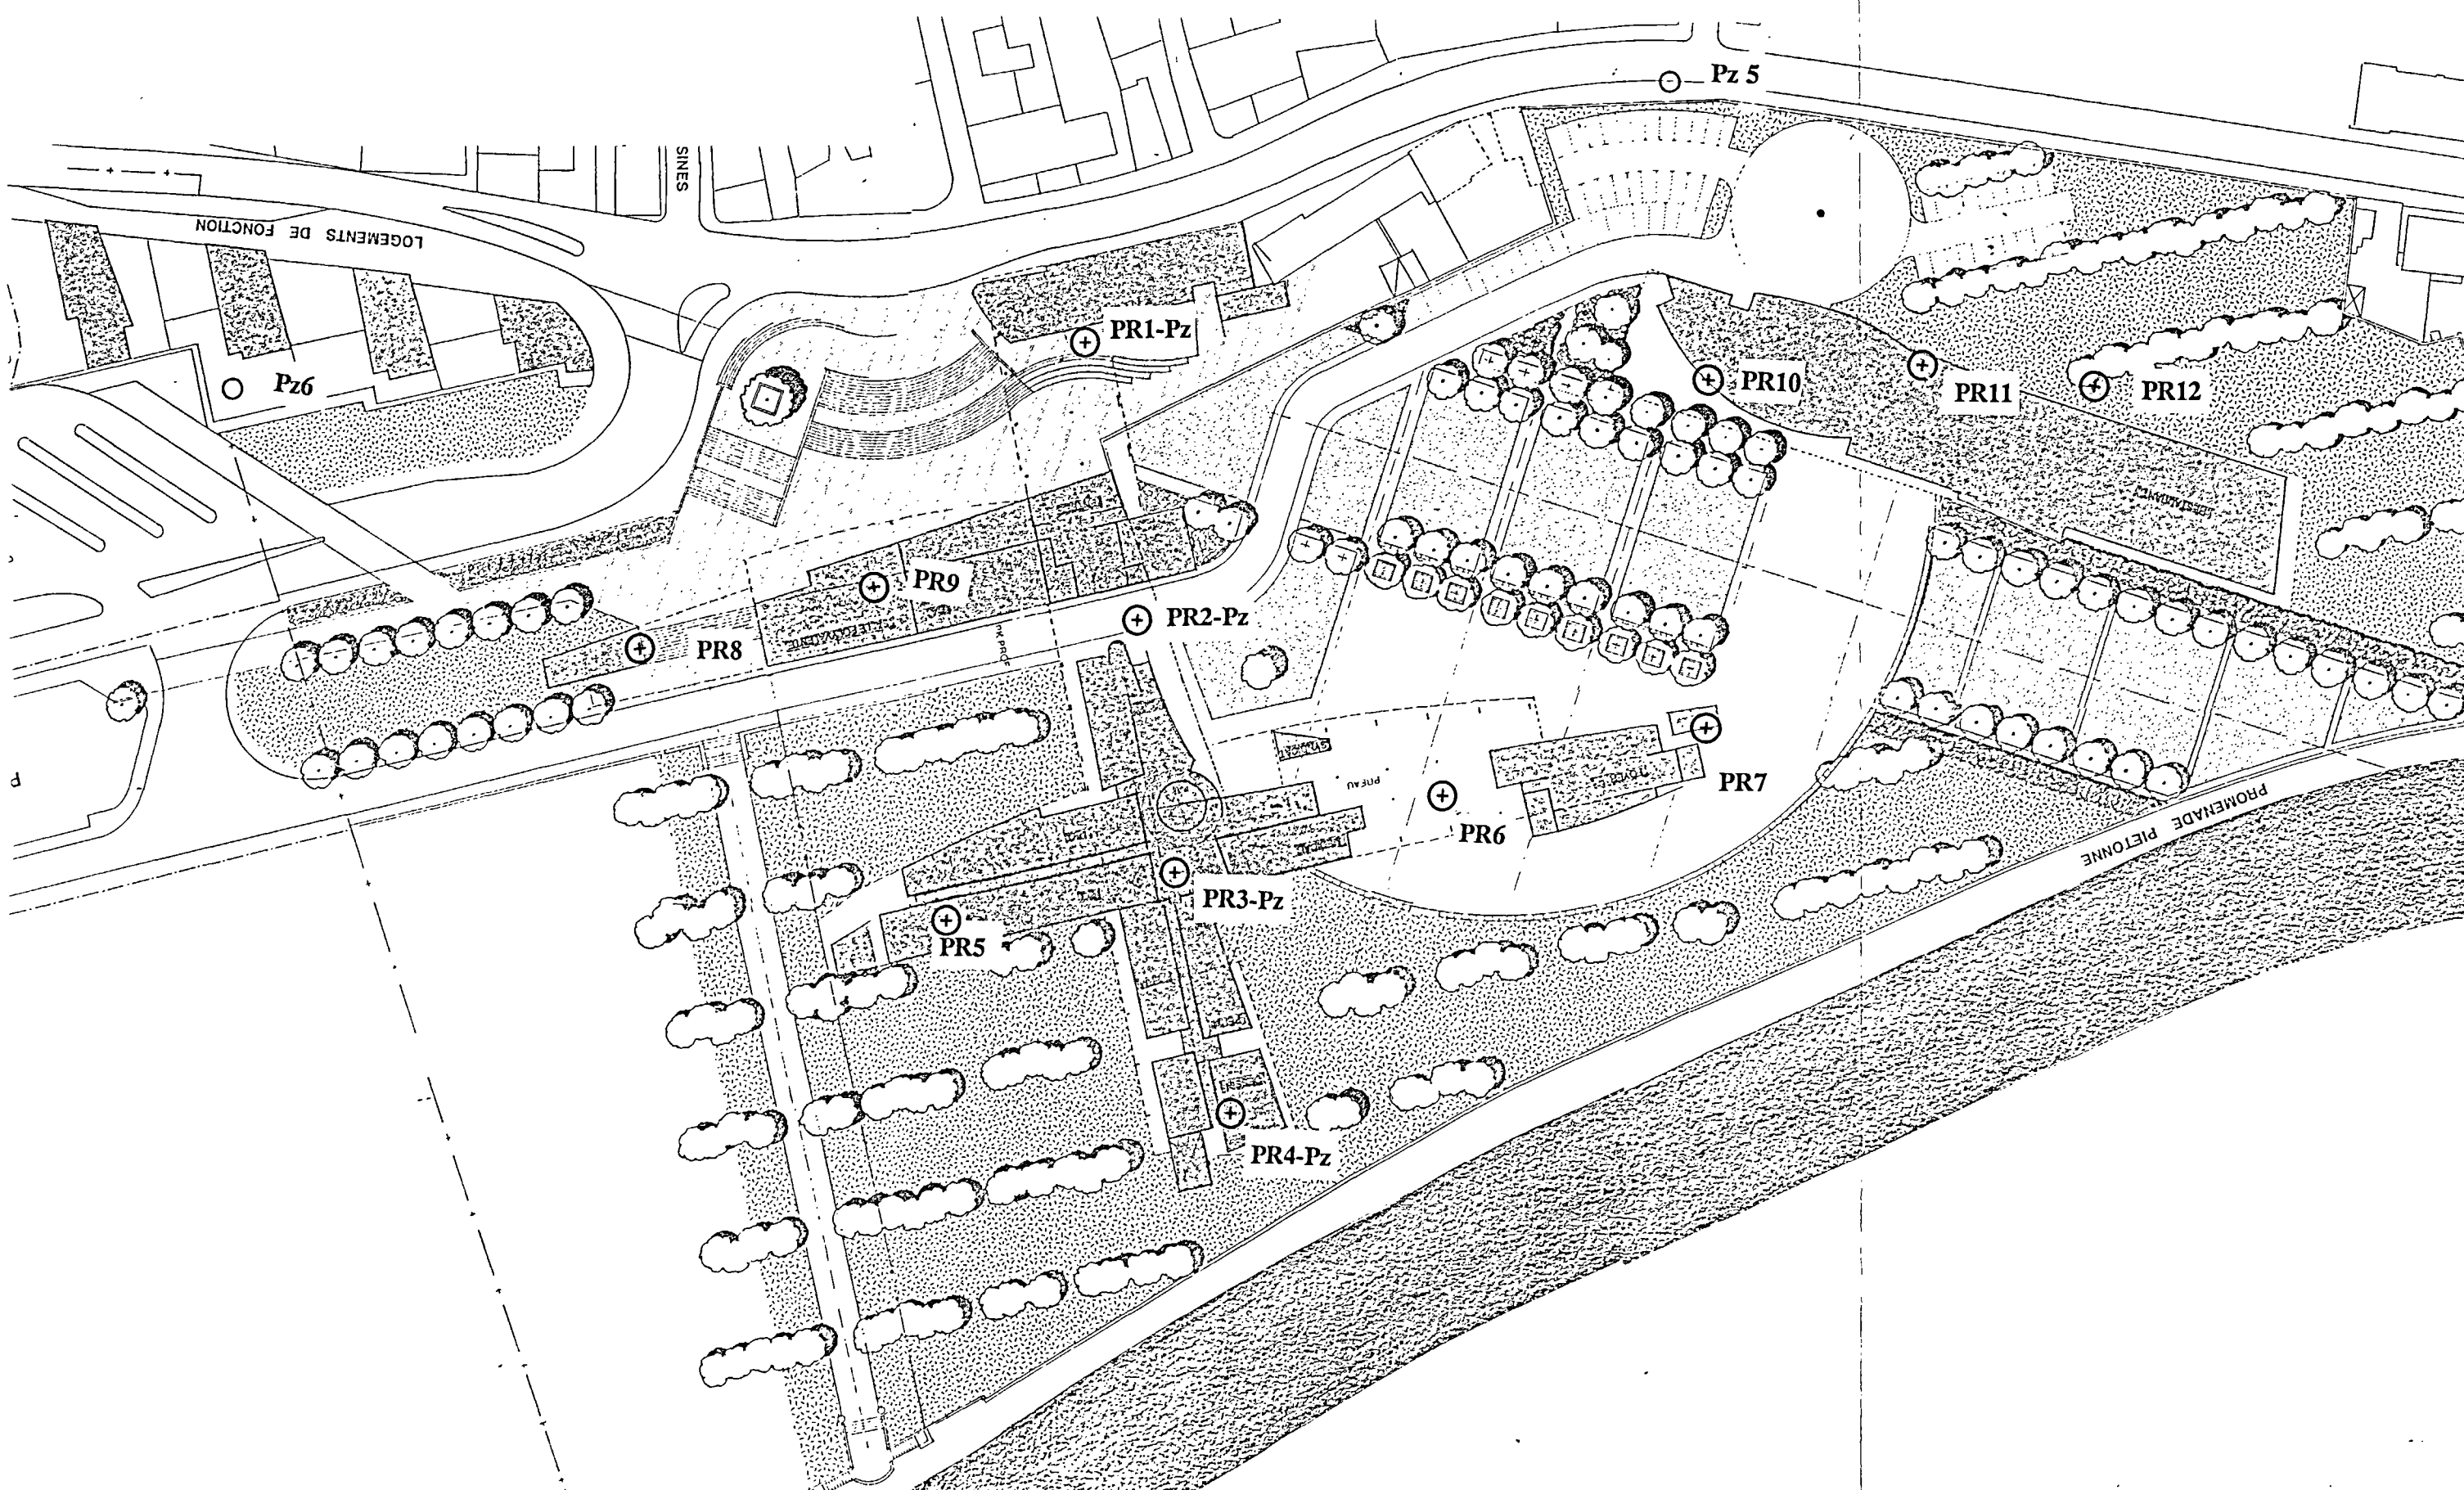 Pz 5
SINES
LOGEMENTS DE FONCTION
PR1-Pz
Pz6
PR10
PR11
PR12
PR9
PR2-Pz
PR8
PR7
PREAU
PR6
PROMENADE PIETONNE
PR3-Pz
PR5
PR4-Pz
P